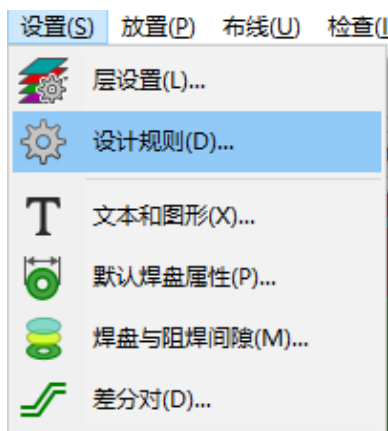 设置(S) 放置(P) 布线(U) 检查(I
层设置(L)...
设计规则(D)...
文本和图形(X)...
默认焊盘属性(P)...
焊盘与阻焊间隙(M)...
差分对(D)...